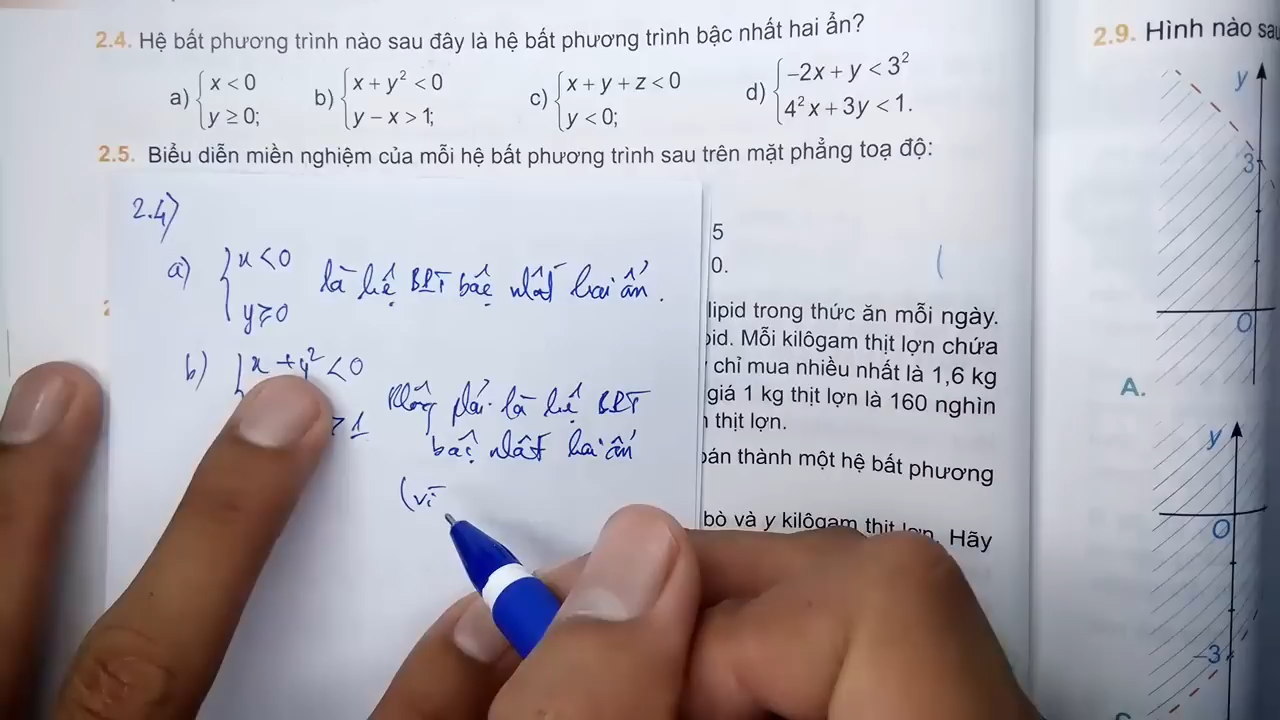 2.4. Hệ bất phương trình nào sau đây là hệ bất phương trình bậc nhất hai ẩn?
a) { x < 0
y ≥ 0;
b) { x + y² < 0
y – x > 1;
c) { x + y + z < 0
y < 0;
d) { –2x + y < 3²
4²x + 3y < 1.
2.5. Biểu diễn miền nghiệm của mỗi hệ bất phương trình sau trên mặt phẳng toạ độ:
2.4)
a) { x < 0
y ≥ 0
là hệ BPT bậc nhất hai ẩn.
b) { x + y² < 0
> 1
Không phải là hệ BPT
bậc nhất hai ẩn
(vì
5
0.
lipid trong thức ăn mỗi ngày.
id. Mỗi kilôgam thịt lợn chứa
chỉ mua nhiều nhất là 1,6 kg
giá 1 kg thịt lợn là 160 nghìn
thịt lợn.
án thành một hệ bất phương
bò và y kilôgam thịt lợn. Hãy
2.9. Hình nào sau
y
3
O
A.
y
O
–3